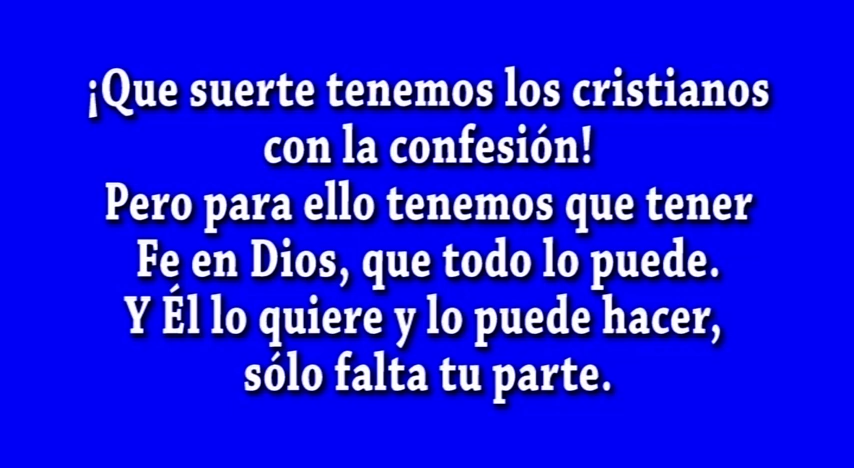 ¡Que suerte tenemos los cristianos
con la confesión!
Pero para ello tenemos que tener
Fe en Dios, que todo lo puede.
Y Él lo quiere y lo puede hacer,
sólo falta tu parte.